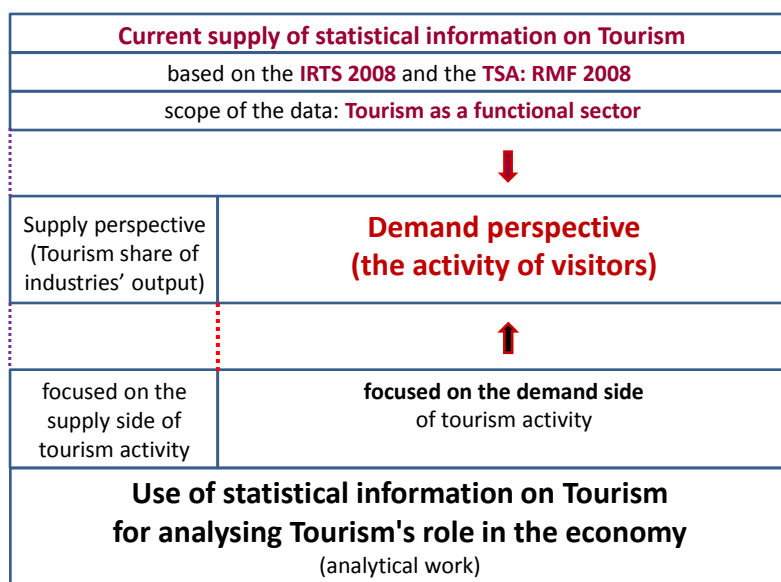 Current supply of statistical information on Tourism
based on the IRTS 2008 and the TSA: RMF 2008
scope of the data: Tourism as a functional sector
Supply perspective
(Tourism share of
industries’ output)
Demand perspective
(the activity of visitors)
focused on the
supply side of
tourism activity
focused on the demand side
of tourism activity
Use of statistical information on Tourism
for analysing Tourism's role in the economy
(analytical work)